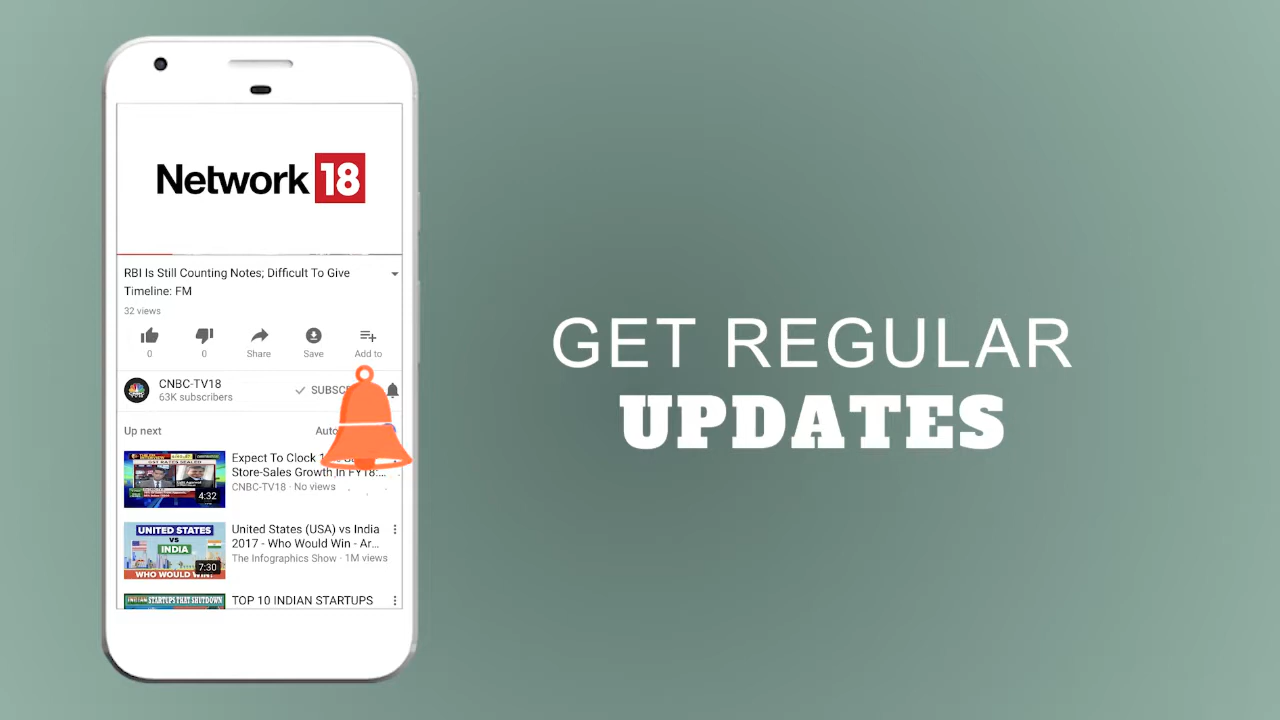 Network 18
RBI Is Still Counting Notes; Difficult To Give
Timeline: FM
32 views
0
0
Share
Save
Add to
CNBC-TV18
63K subscribers
Up next
Expect To Clock
Store-Sales Growth In FY18:...
CNBC-TV18 · No views
4:32
UNITED STATES
VS
INDIA
WHO WOULD WIN?
7:30
United States (USA) vs India
2017 - Who Would Win - Ar...
The Infographics Show · 1M views
INDIAN STARTUPS THAT SHUTDOWN
TOP 10 INDIAN STARTUPS
GET REGULAR
UPDATES